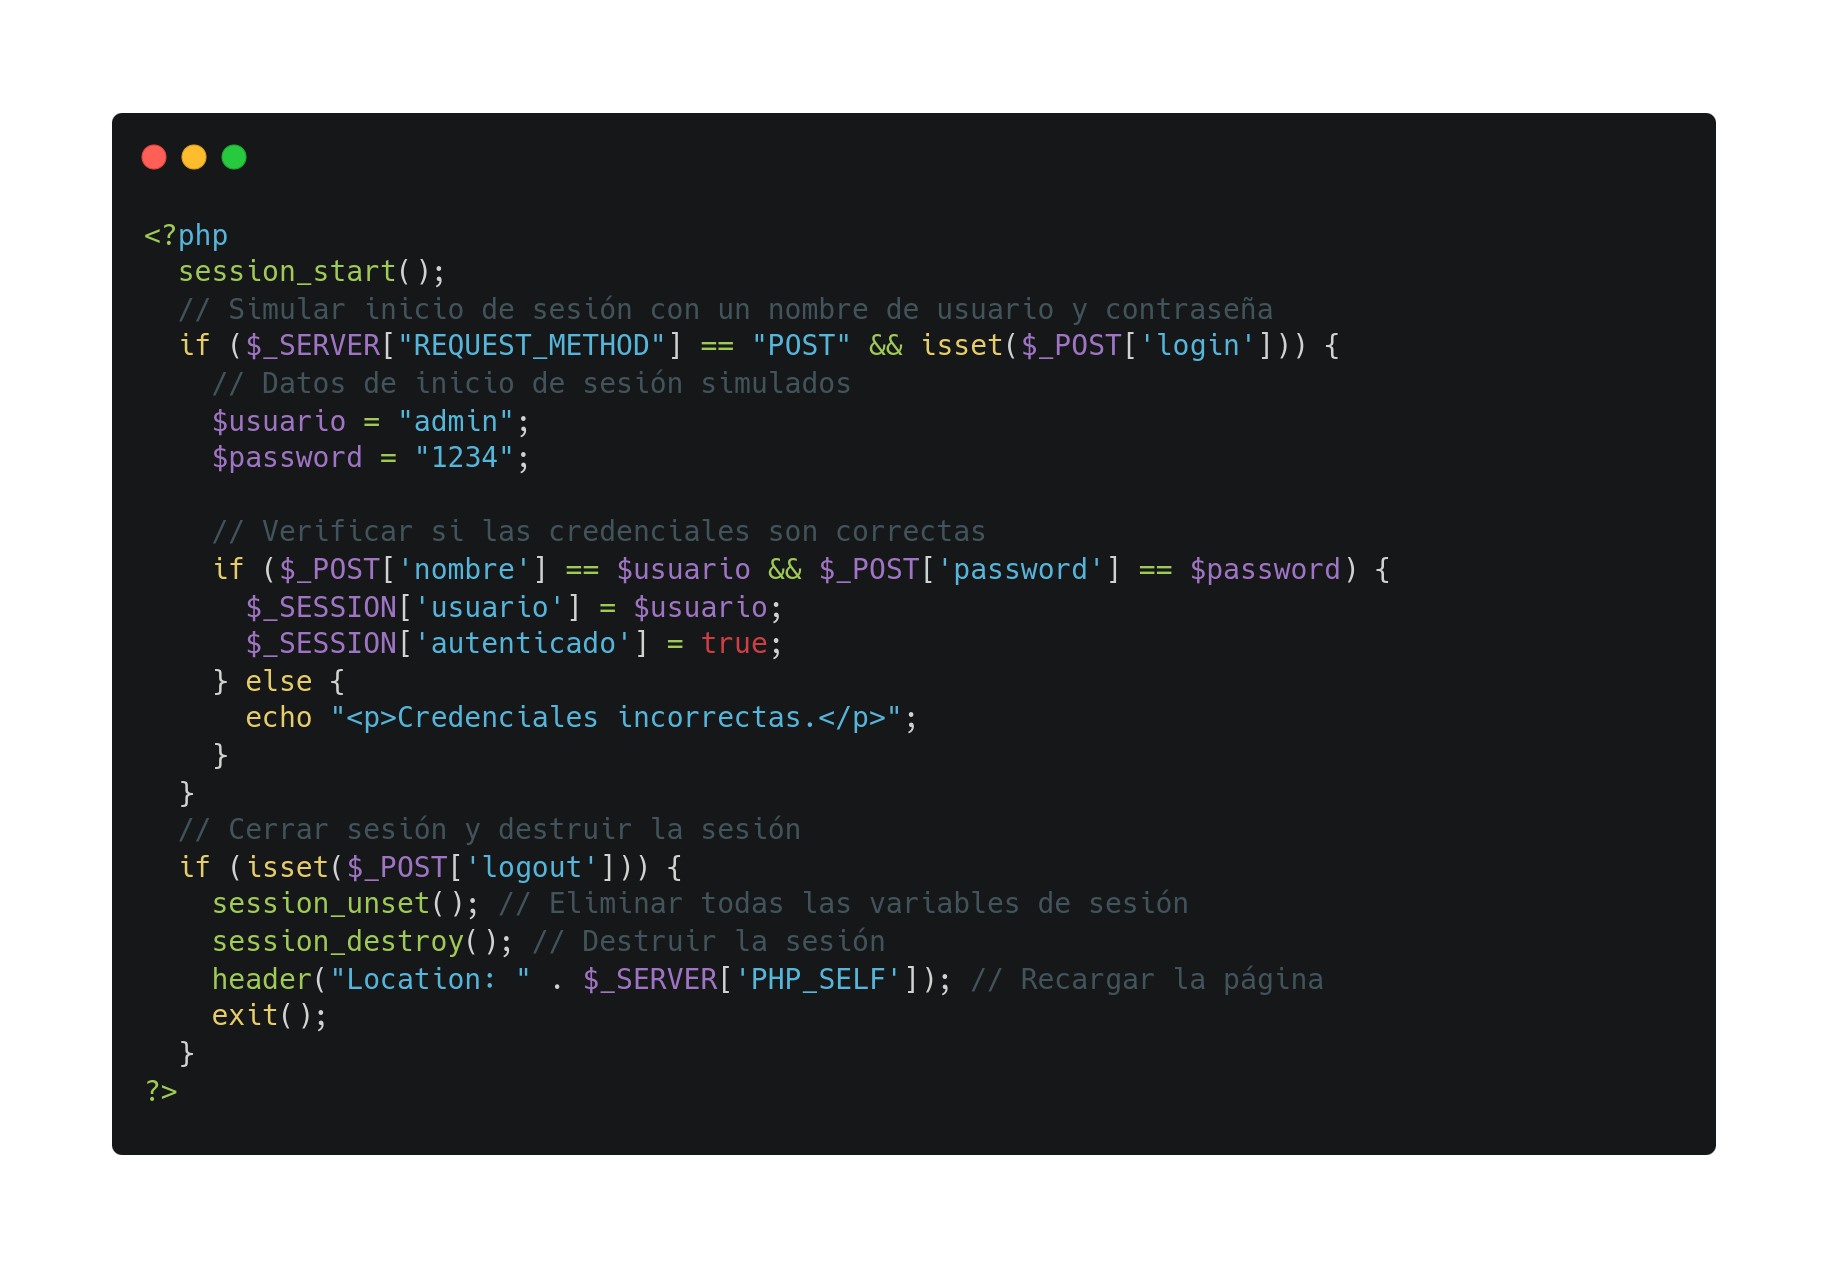 <?php
  session_start();
  // Simular inicio de sesión con un nombre de usuario y contraseña
  if ($_SERVER["REQUEST_METHOD"] == "POST" && isset($_POST['login'])) {
    // Datos de inicio de sesión simulados
    $usuario = "admin";
    $password = "1234";

    // Verificar si las credenciales son correctas
    if ($_POST['nombre'] == $usuario && $_POST['password'] == $password) {
      $_SESSION['usuario'] = $usuario;
      $_SESSION['autenticado'] = true;
    } else {
      echo "<p>Credenciales incorrectas.</p>";
    }
  }
  // Cerrar sesión y destruir la sesión
  if (isset($_POST['logout'])) {
    session_unset(); // Eliminar todas las variables de sesión
    session_destroy(); // Destruir la sesión
    header("Location: " . $_SERVER['PHP_SELF']); // Recargar la página
    exit();
  }
?>